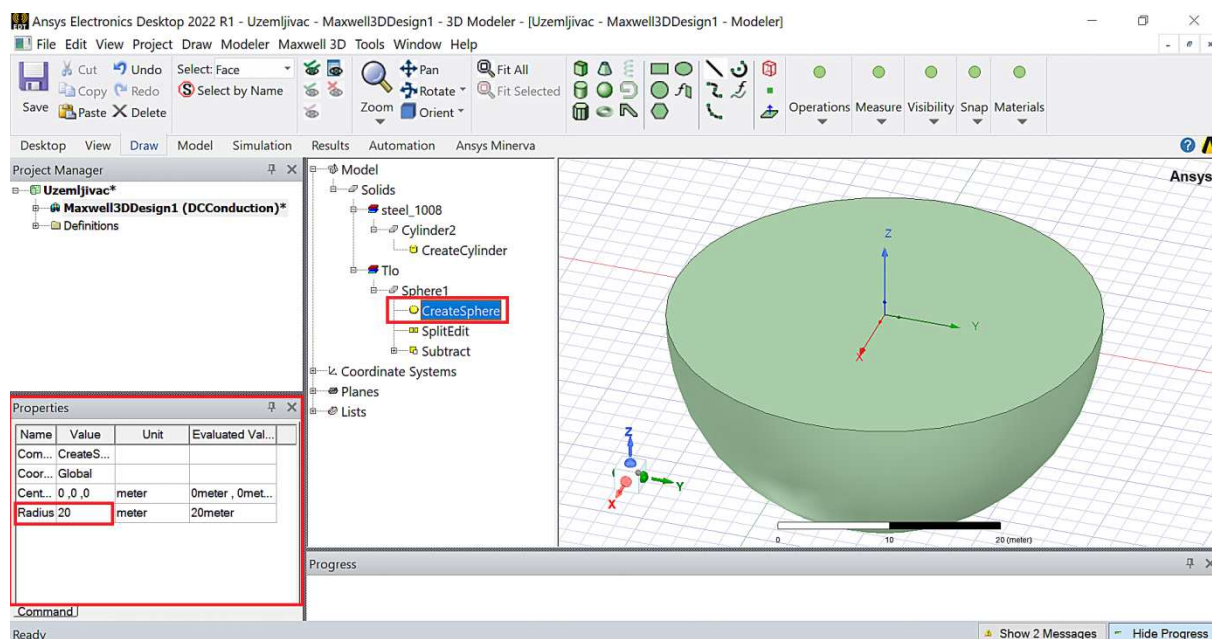 Ansys Electronics Desktop 2022 R1 - Uzemljivac - Maxwell3DDesign1 - 3D Modeler - [Uzemljivac - Maxwell3DDesign1 - Modeler]
File Edit View Project Draw Modeler Maxwell 3D Tools Window Help
Save
Cut Undo
Copy Redo
Paste Delete
Select: Face
Select by Name
Zoom
Pan
Rotate
Orient
Fit All
Fit Selected
Operations Measure Visibility Snap Materials
Desktop View Draw Model Simulation Results Automation Ansys Minerva
Project Manager
Uzemljivac*
Maxwell3DDesign1 (DCConduction)*
Definitions
Model
Solids
steel_1008
Cylinder2
CreateCylinder
Tlo
Sphere1
CreateSphere
SplitEdit
Subtract
Coordinate Systems
Planes
Lists
Ansys
Z
Y
X
Z
Y
X
0 10 20 (meter)
Properties
Name Value Unit Evaluated Val...
Com... CreateS...
Coor... Global
Cent... 0 ,0 ,0 meter 0meter , 0met...
Radius 20 meter 20meter
Command
Progress
Ready
Show 2 Messages Hide Progress